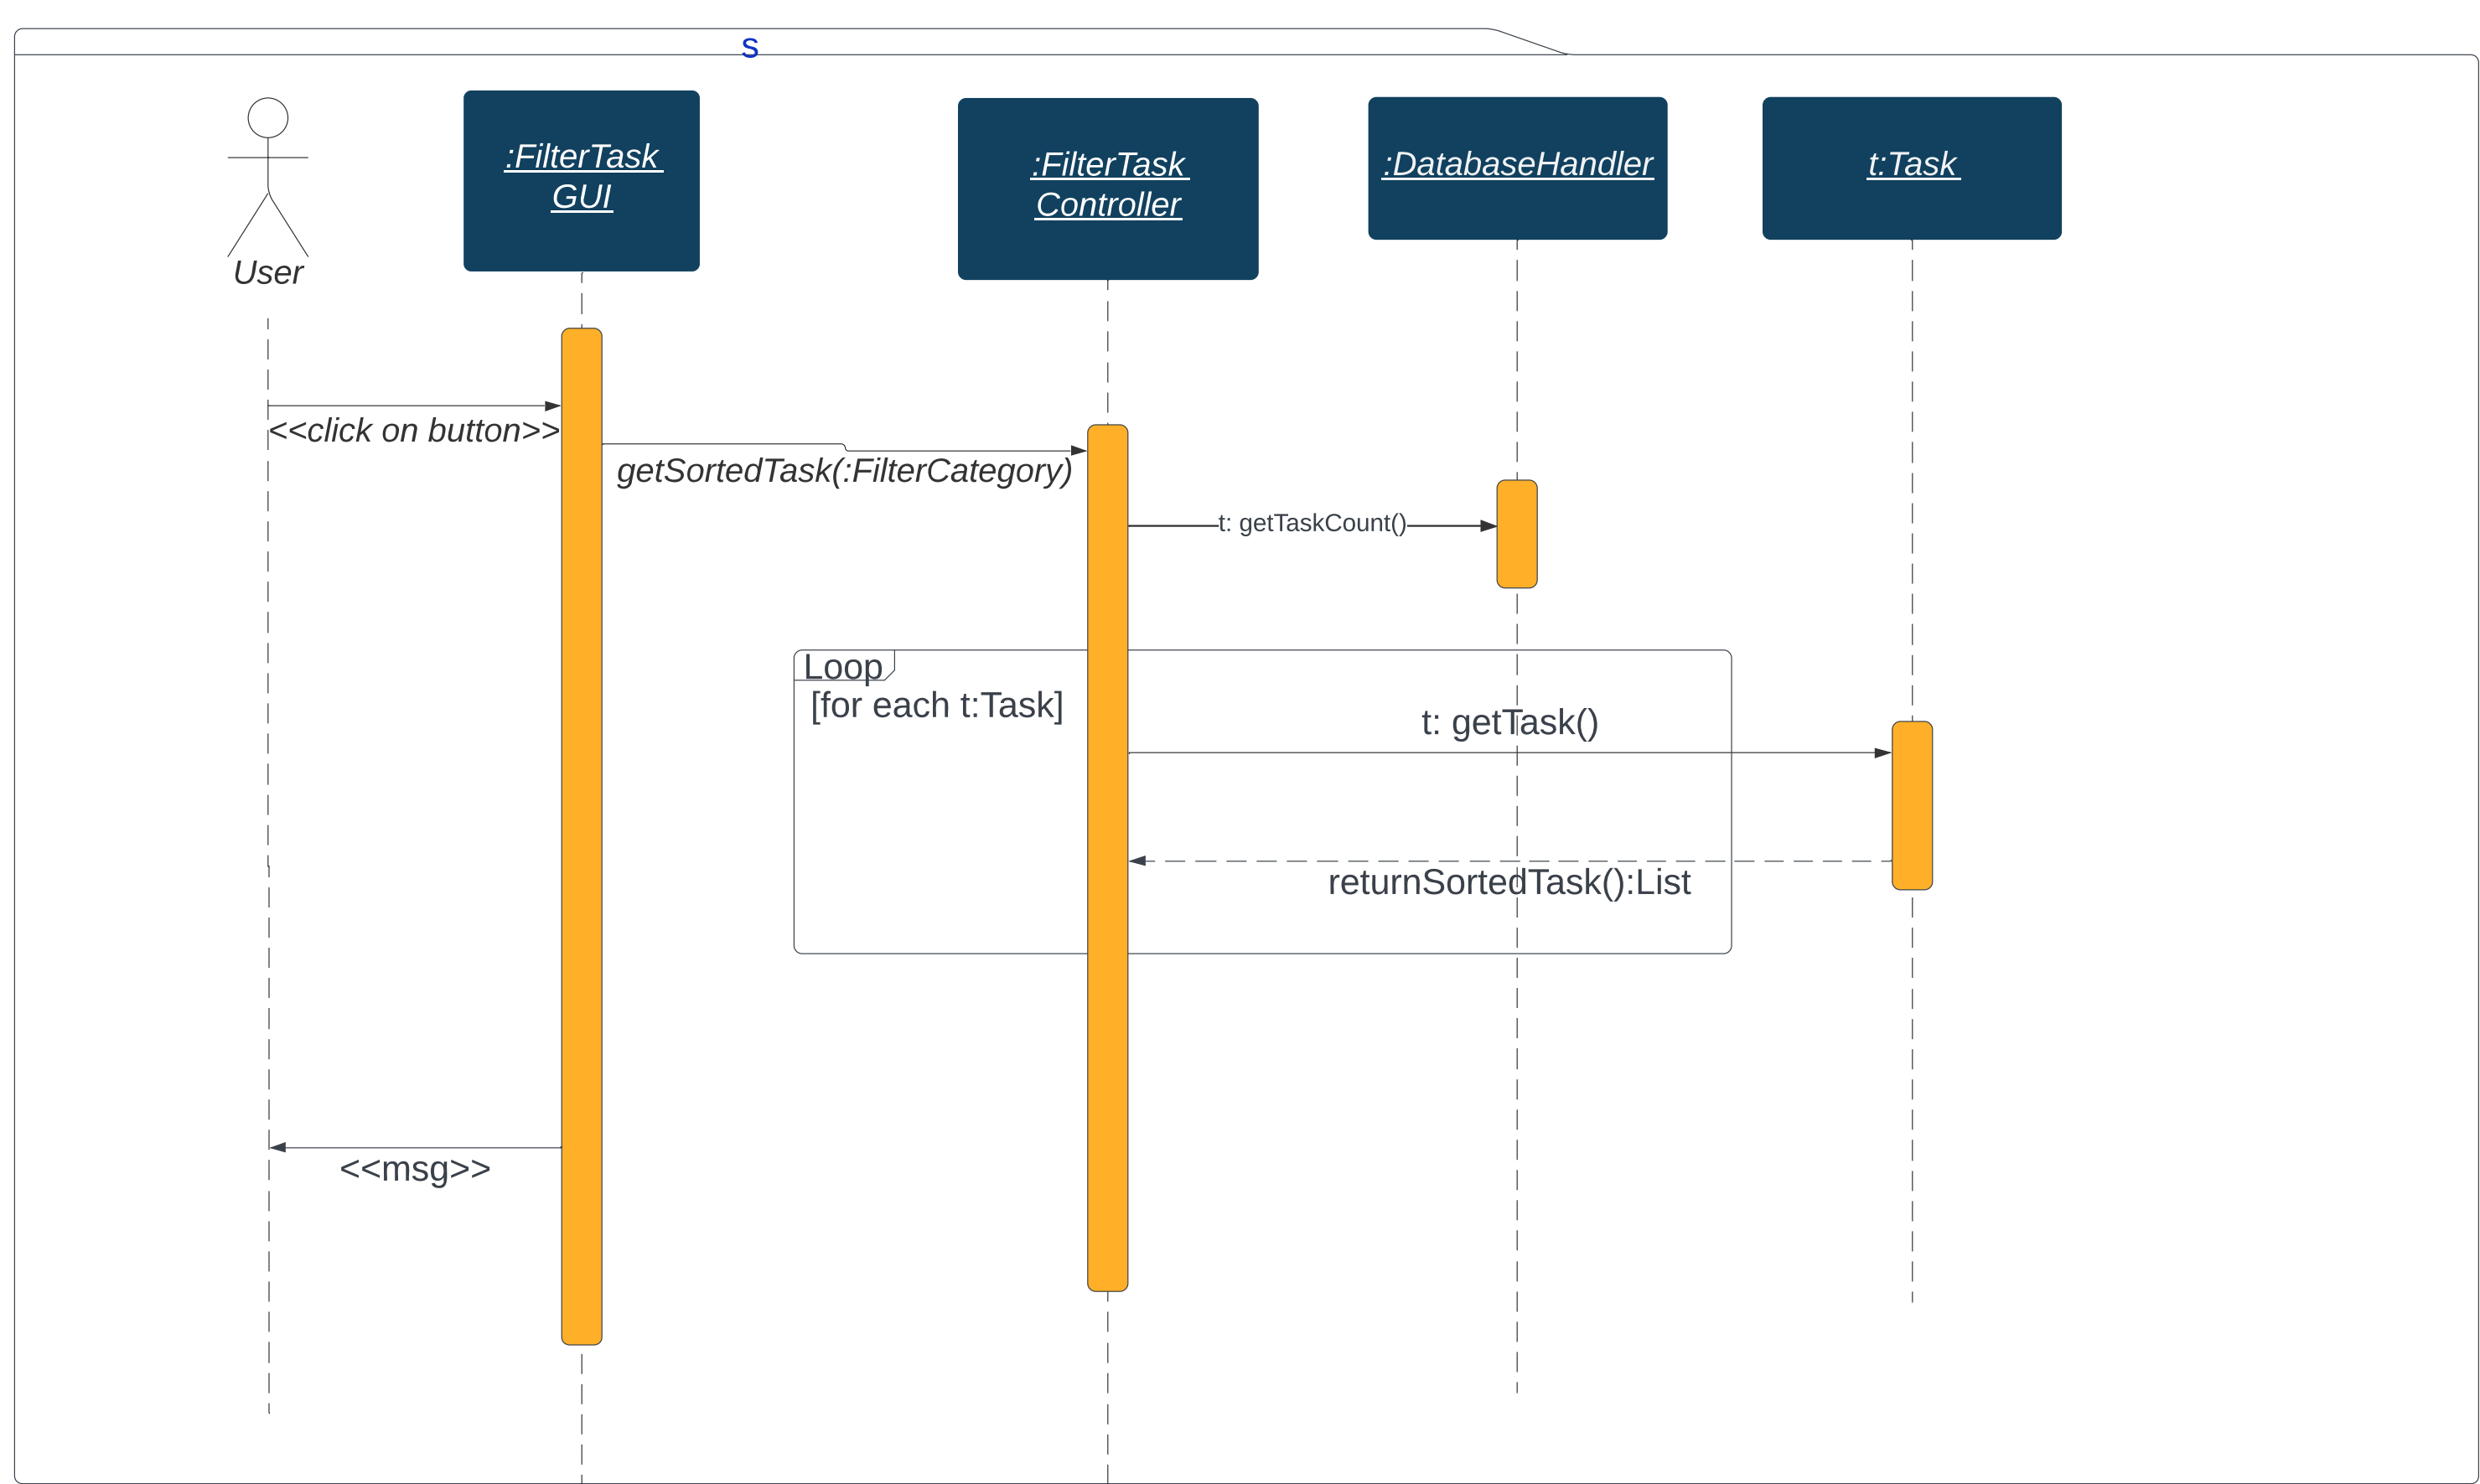 s
User
:FilterTask
GUI
:FilterTask
Controller
:DatabaseHandler
t:Task
<<click on button>>
getSortedTask(:FilterCategory)
t: getTaskCount()
Loop
[for each t:Task]
t: getTask()
returnSortedTask():List
<<msg>>